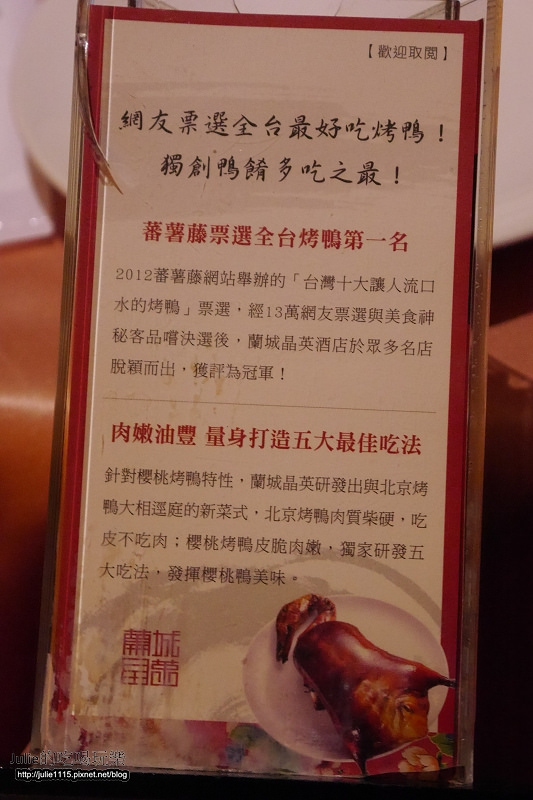 【歡迎取閱】
網友票選全台最好吃烤鴨！
獨創鴨餚多吃之最！
蕃薯藤票選全台烤鴨第一名
2012蕃薯藤網站舉辦的「台灣十大讓人流口
水的烤鴨」票選，經13萬網友票選與美食神
秘客品嚐決選後，蘭城晶英酒店於眾多名店
脫穎而出，獲評為冠軍！
肉嫩油豐 量身打造五大最佳吃法
針對櫻桃烤鴨特性，蘭城晶英研發出與北京烤
鴨大相逕庭的新菜式，北京烤鴨肉質柴硬，吃
皮不吃肉；櫻桃烤鴨皮脆肉嫩，獨家研發五
大吃法，發揮櫻桃鴨美味。
蘭城
晶英
http://julie1115.pixnet.net/blog